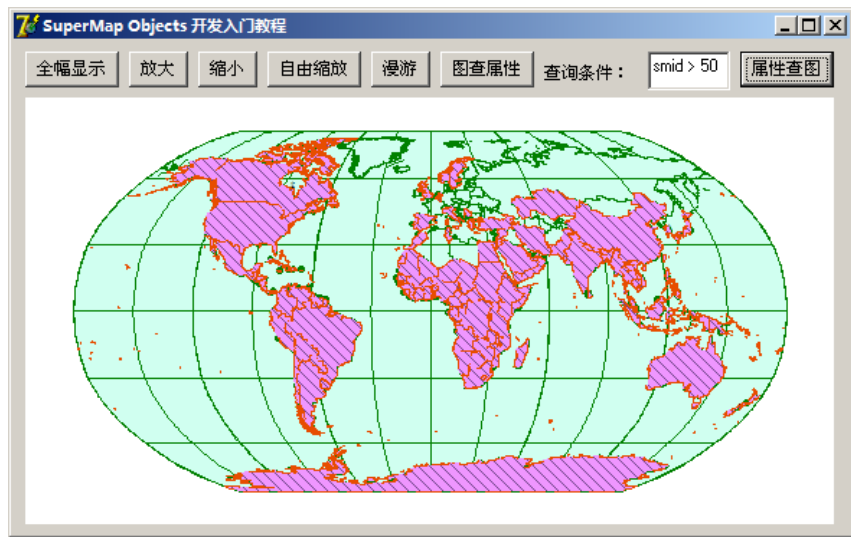 SuperMap Objects 开发入门教程
全幅显示 放大 缩小 自由缩放 漫游 图查属性 查询条件： smid > 50 属性查图